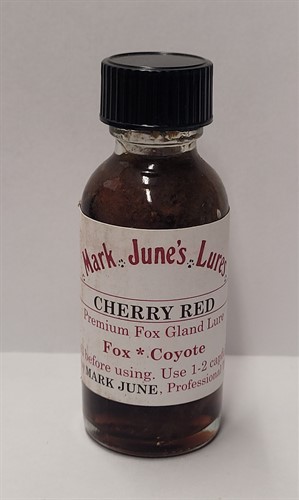 Mark June's Lures
CHERRY RED
Premium Fox Gland Lure
Fox * Coyote
before using. Use 1-2
MARK JUNE, Professional